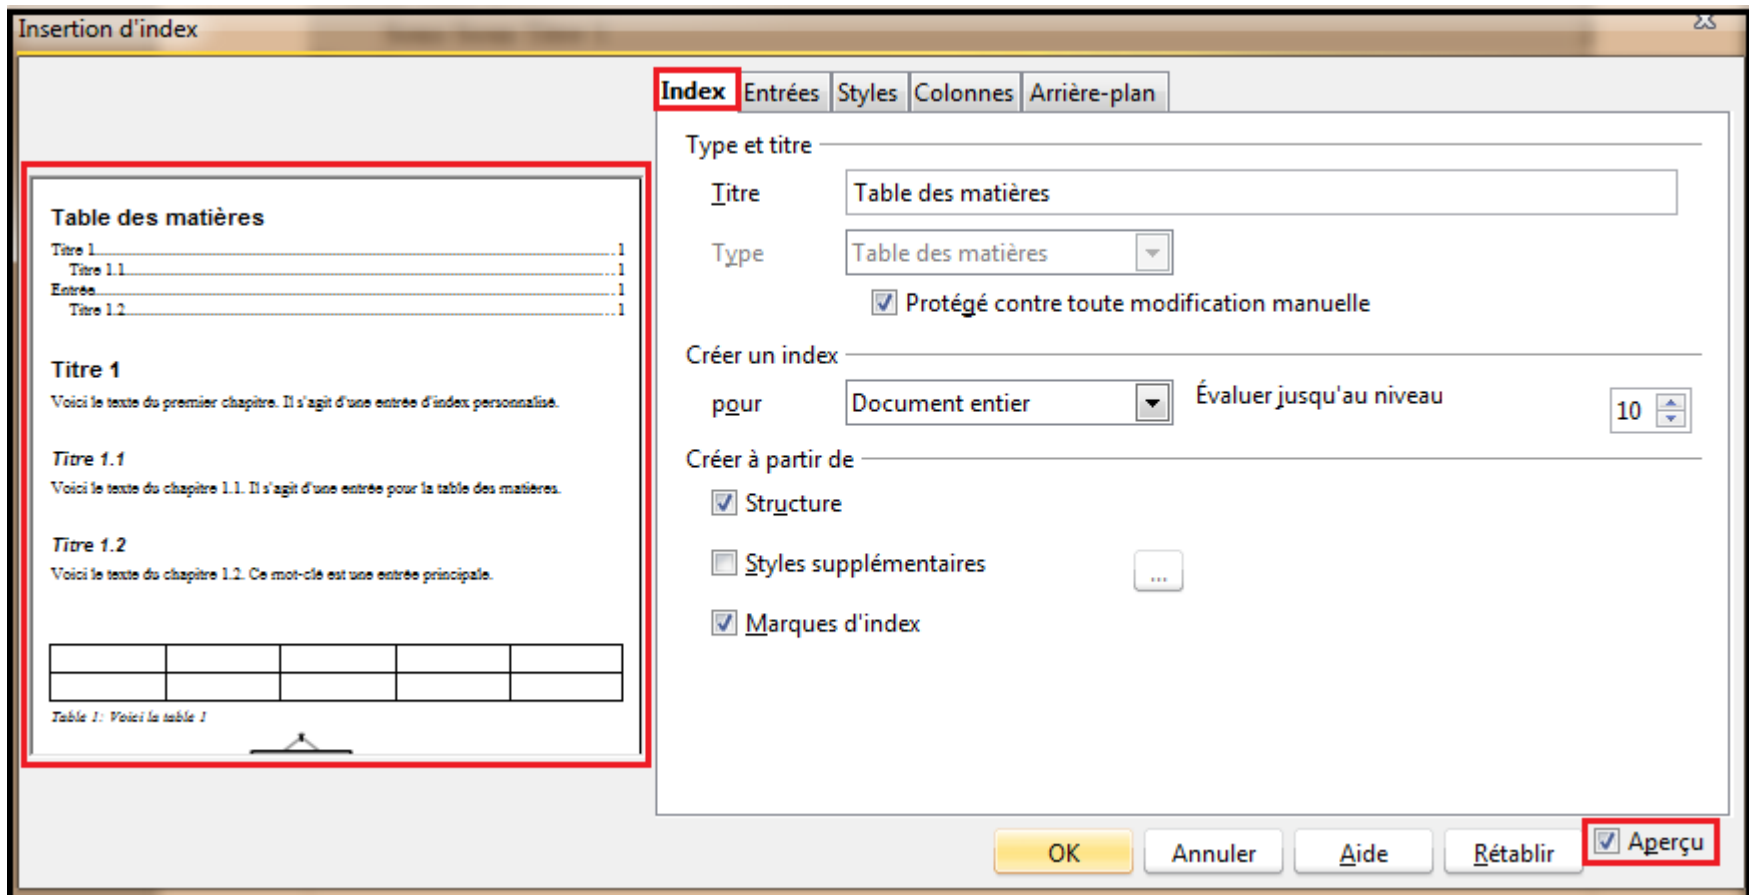 Insertion d'index
Index Entrées Styles Colonnes Arrière-plan
Table des matières
Titre 1 1
Titre 1.1 1
Entrée 1
Titre 1.2 1
Titre 1
Voici le texte du premier chapitre. Il s'agit d'une entrée d'index personnalisé.
Titre 1.1
Voici le texte du chapitre 1.1. Il s'agit d'une entrée pour la table des matières.
Titre 1.2
Voici le texte du chapitre 1.2. Ce mot-clé est une entrée principale.
Table 1: Voici la table 1
Type et titre
Titre Table des matières
Type Table des matières
Protégé contre toute modification manuelle
Créer un index
pour Document entier Évaluer jusqu'au niveau 10
Créer à partir de
Structure
Styles supplémentaires ...
Marques d'index
OK Annuler Aide Rétablir Aperçu